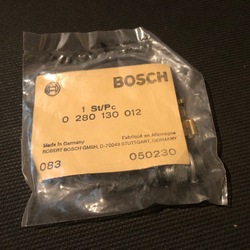 BOSCH
1 St/Pc
0 280 130 012
Made in Germany
Fabriqué en Allemagne
ROBERT BOSCH GMBH, D-70049 STUTTGART, GERMANY
083
050230